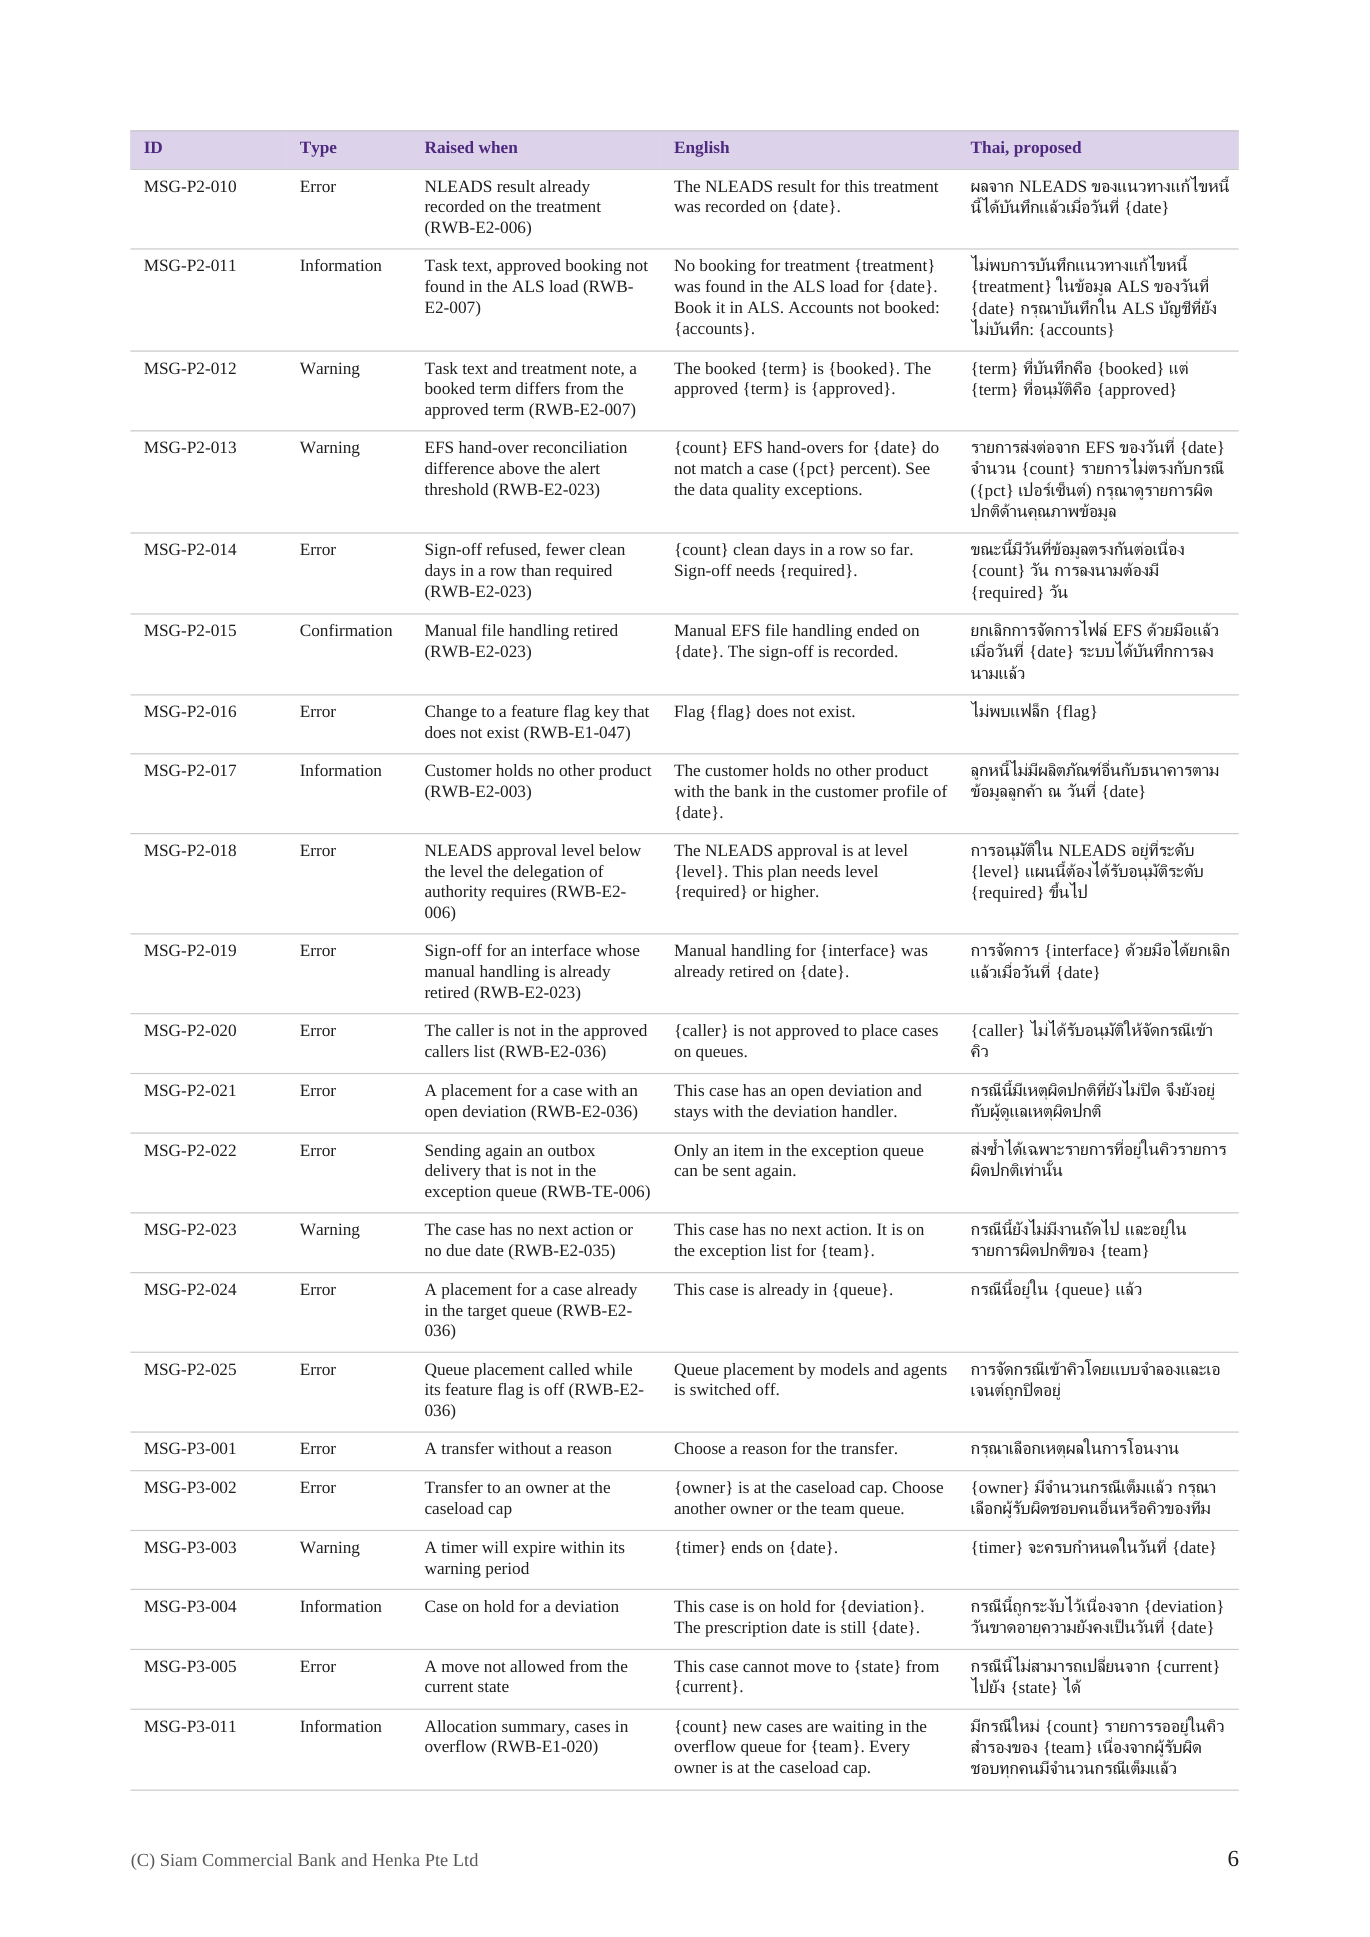 ID Type Raised when English Thai, proposed
MSG-P2-010 Error NLEADS result already The NLEADS result for this treatment ผลจาก NLEADS ของแนวทางแก้ไขหนี้
recorded on the treatment was recorded on {date}. นี้ได้บันทึกแล้วเมื่อวันที่ {date}
(RWB-E2-006)
MSG-P2-011 Information Task text, approved booking not No booking for treatment {treatment} ไม่พบการบันทึกแนวทางแก้ไขหนี้
found in the ALS load (RWB- was found in the ALS load for {date}. {treatment} ในข้อมูล ALS ของวันที่
E2-007) Book it in ALS. Accounts not booked: {date} กรุณาบันทึกใน ALS บัญชีที่ยัง
{accounts}. ไม่บันทึก: {accounts}
MSG-P2-012 Warning Task text and treatment note, a The booked {term} is {booked}. The {term} ที่บันทึกคือ {booked} แต่
booked term differs from the approved {term} is {approved}. {term} ที่อนุมัติคือ {approved}
approved term (RWB-E2-007)
MSG-P2-013 Warning EFS hand-over reconciliation {count} EFS hand-overs for {date} do รายการส่งต่อจาก EFS ของวันที่ {date}
difference above the alert not match a case ({pct} percent). See จำนวน {count} รายการไม่ตรงกับกรณี
threshold (RWB-E2-023) the data quality exceptions. ({pct} เปอร์เซ็นต์) กรุณาดูรายการผิด
ปกติด้านคุณภาพข้อมูล
MSG-P2-014 Error Sign-off refused, fewer clean {count} clean days in a row so far. ขณะนี้มีวันที่ข้อมูลตรงกันต่อเนื่อง
days in a row than required Sign-off needs {required}. {count} วัน การลงนามต้องมี
(RWB-E2-023) {required} วัน
MSG-P2-015 Confirmation Manual file handling retired Manual EFS file handling ended on ยกเลิกการจัดการไฟล์ EFS ด้วยมือแล้ว
(RWB-E2-023) {date}. The sign-off is recorded. เมื่อวันที่ {date} ระบบได้บันทึกการลง
นามแล้ว
MSG-P2-016 Error Change to a feature flag key that Flag {flag} does not exist. ไม่พบแฟล็ก {flag}
does not exist (RWB-E1-047)
MSG-P2-017 Information Customer holds no other product The customer holds no other product ลูกหนี้ไม่มีผลิตภัณฑ์อื่นกับธนาคารตาม
(RWB-E2-003) with the bank in the customer profile of ข้อมูลลูกค้า ณ วันที่ {date}
{date}.
MSG-P2-018 Error NLEADS approval level below The NLEADS approval is at level การอนุมัติใน NLEADS อยู่ที่ระดับ
the level the delegation of {level}. This plan needs level {level} แผนนี้ต้องได้รับอนุมัติระดับ
authority requires (RWB-E2- {required} or higher. {required} ขึ้นไป
006)
MSG-P2-019 Error Sign-off for an interface whose Manual handling for {interface} was การจัดการ {interface} ด้วยมือได้ยกเลิก
manual handling is already already retired on {date}. แล้วเมื่อวันที่ {date}
retired (RWB-E2-023)
MSG-P2-020 Error The caller is not in the approved {caller} is not approved to place cases {caller} ไม่ได้รับอนุมัติให้จัดกรณีเข้า
callers list (RWB-E2-036) on queues. คิว
MSG-P2-021 Error A placement for a case with an This case has an open deviation and กรณีนี้มีเหตุผิดปกติที่ยังไม่ปิด จึงยังอยู่
open deviation (RWB-E2-036) stays with the deviation handler. กับผู้ดูแลเหตุผิดปกติ
MSG-P2-022 Error Sending again an outbox Only an item in the exception queue ส่งซ้ำได้เฉพาะรายการที่อยู่ในคิวรายการ
delivery that is not in the can be sent again. ผิดปกติเท่านั้น
exception queue (RWB-TE-006)
MSG-P2-023 Warning The case has no next action or This case has no next action. It is on กรณีนี้ยังไม่มีงานถัดไป และอยู่ใน
no due date (RWB-E2-035) the exception list for {team}. รายการผิดปกติของ {team}
MSG-P2-024 Error A placement for a case already This case is already in {queue}. กรณีนี้อยู่ใน {queue} แล้ว
in the target queue (RWB-E2-
036)
MSG-P2-025 Error Queue placement called while Queue placement by models and agents การจัดกรณีเข้าคิวโดยแบบจำลองและเอ
its feature flag is off (RWB-E2- is switched off. เจนต์ถูกปิดอยู่
036)
MSG-P3-001 Error A transfer without a reason Choose a reason for the transfer. กรุณาเลือกเหตุผลในการโอนงาน
MSG-P3-002 Error Transfer to an owner at the {owner} is at the caseload cap. Choose {owner} มีจำนวนกรณีเต็มแล้ว กรุณา
caseload cap another owner or the team queue. เลือกผู้รับผิดชอบคนอื่นหรือคิวของทีม
MSG-P3-003 Warning A timer will expire within its {timer} ends on {date}. {timer} จะครบกำหนดในวันที่ {date}
warning period
MSG-P3-004 Information Case on hold for a deviation This case is on hold for {deviation}. กรณีนี้ถูกระงับไว้เนื่องจาก {deviation}
The prescription date is still {date}. วันขาดอายุความยังคงเป็นวันที่ {date}
MSG-P3-005 Error A move not allowed from the This case cannot move to {state} from กรณีนี้ไม่สามารถเปลี่ยนจาก {current}
current state {current}. ไปยัง {state} ได้
MSG-P3-011 Information Allocation summary, cases in {count} new cases are waiting in the มีกรณีใหม่ {count} รายการรออยู่ในคิว
overflow (RWB-E1-020) overflow queue for {team}. Every สำรองของ {team} เนื่องจากผู้รับผิด
owner is at the caseload cap. ชอบทุกคนมีจำนวนกรณีเต็มแล้ว
(C) Siam Commercial Bank and Henka Pte Ltd 6